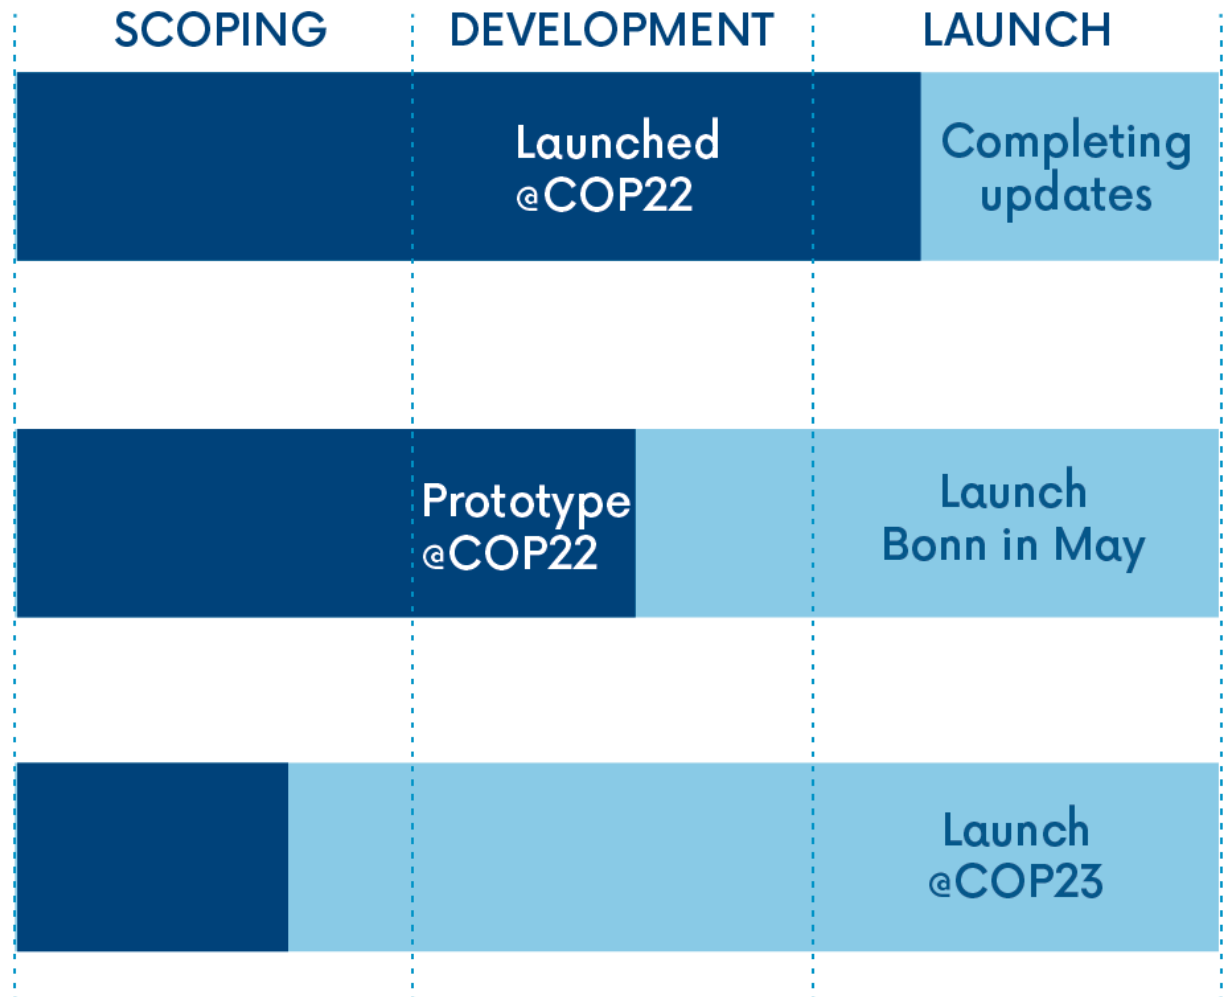 SCOPING
DEVELOPMENT
LAUNCH
Launched
@COP22
Completing
updates
Prototype
@COP22
Launch
Bonn in May
Launch
@COP23